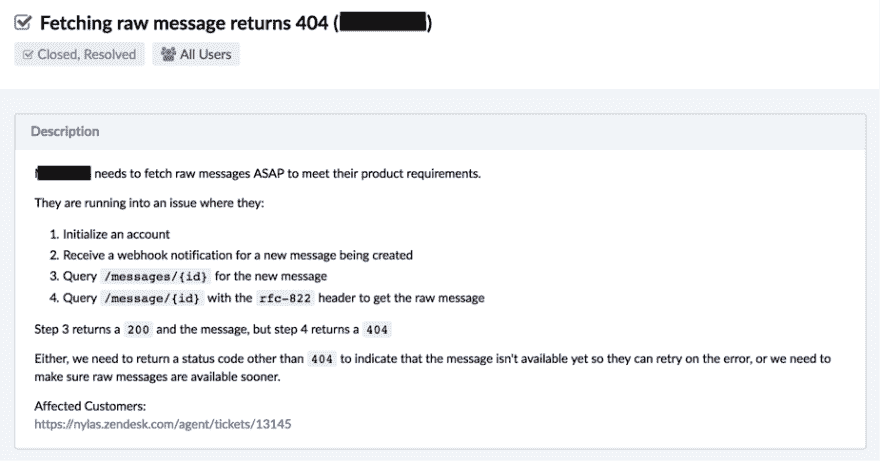 Fetching raw message returns 404 ( )
Closed, Resolved All Users
Description
needs to fetch raw messages ASAP to meet their product requirements.
They are running into an issue where they:
1. Initialize an account
2. Receive a webhook notification for a new message being created
3. Query /messages/{id} for the new message
4. Query /message/{id} with the rfc-822 header to get the raw message
Step 3 returns a 200 and the message, but step 4 returns a 404
Either, we need to return a status code other than 404 to indicate that the message isn't available yet so they can retry on the error, or we need to
make sure raw messages are available sooner.
Affected Customers:
https://nylas.zendesk.com/agent/tickets/13145